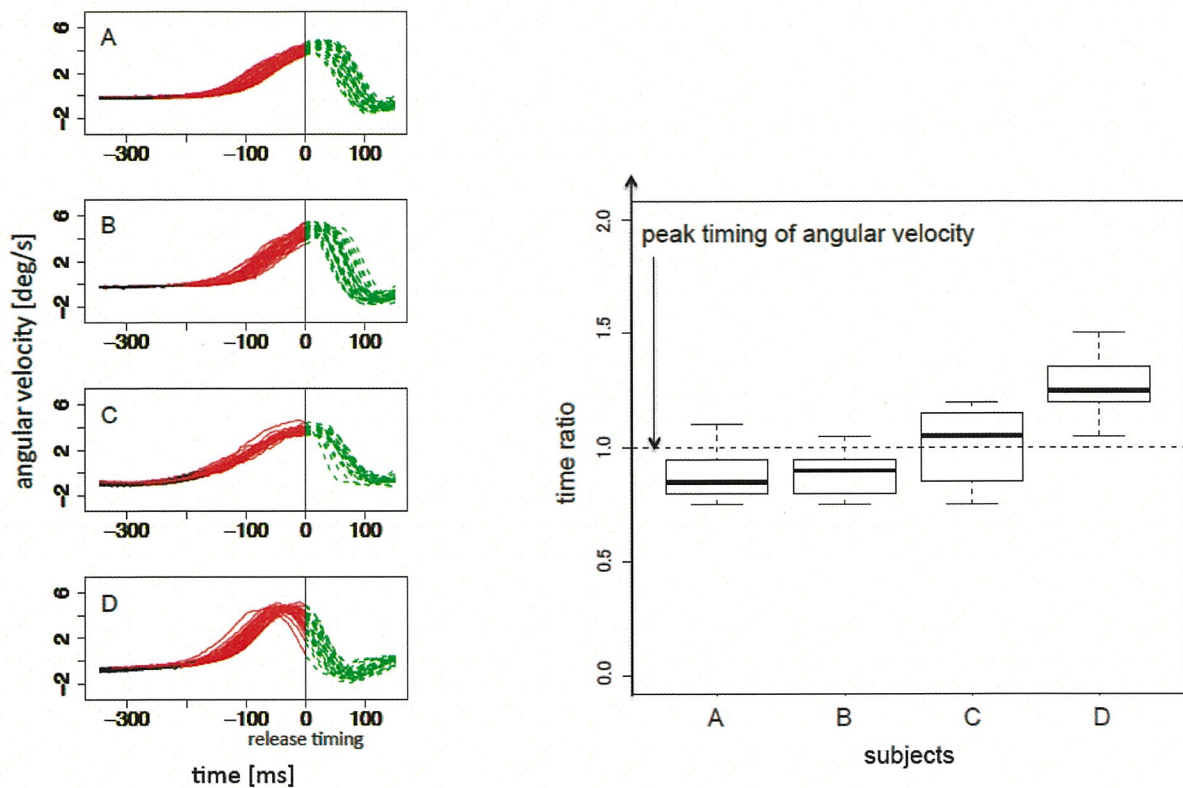 angular velocity [deg/s]
A
6
2
−2
−300
−100
0
100
B
6
2
−2
−300
−100
0
100
C
6
2
−2
−300
−100
0
100
D
6
2
−2
−300
−100
0
100
release timing
time [ms]
peak timing of angular velocity
time ratio
2.0
1.5
1.0
0.5
0.0
A
B
C
D
subjects